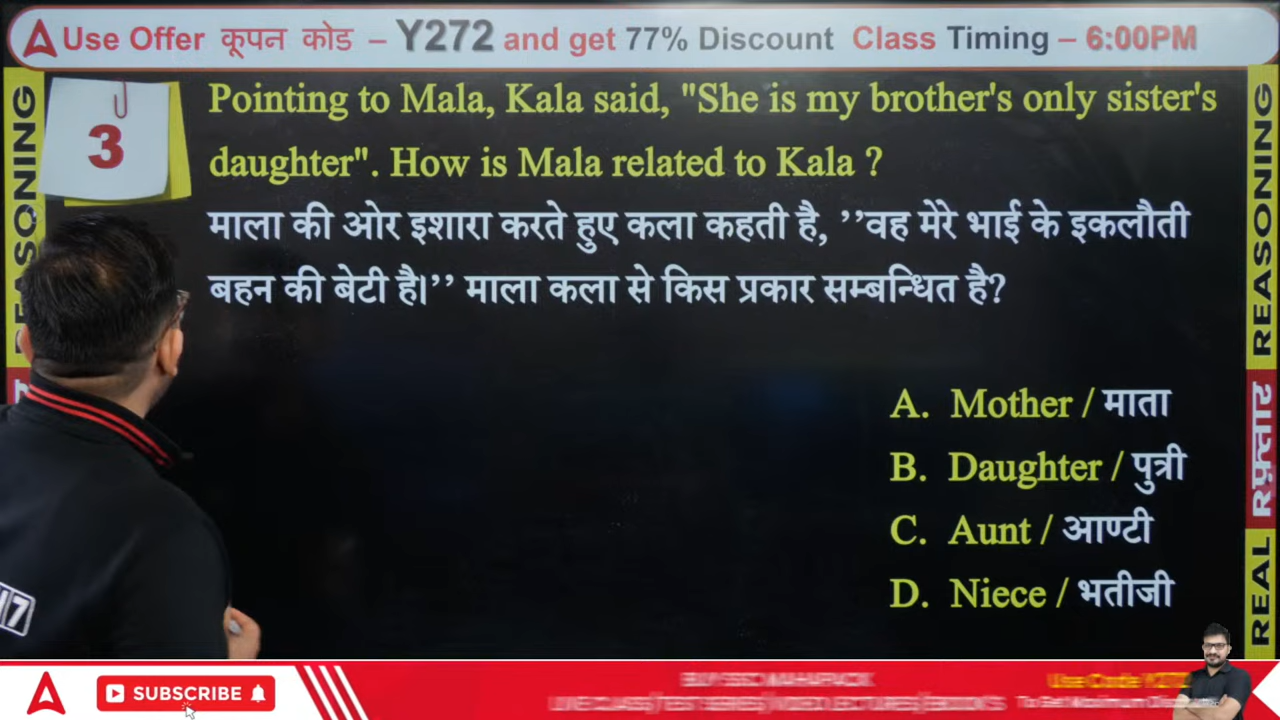 Use Offer कूपन कोड – Y272 and get 77% Discount Class Timing – 6:00PM
REASONING
3
Pointing to Mala, Kala said, "She is my brother's only sister's
daughter". How is Mala related to Kala ?
माला की ओर इशारा करते हुए कला कहती है, ’’वह मेरे भाई के इकलौती
बहन की बेटी है।’’ माला कला से किस प्रकार सम्बन्धित है?
A. Mother / माता
B. Daughter / पुत्री
C. Aunt / आण्टी
D. Niece / भतीजी
REASONING
रफ़्तार
REAL
17
SUBSCRIBE